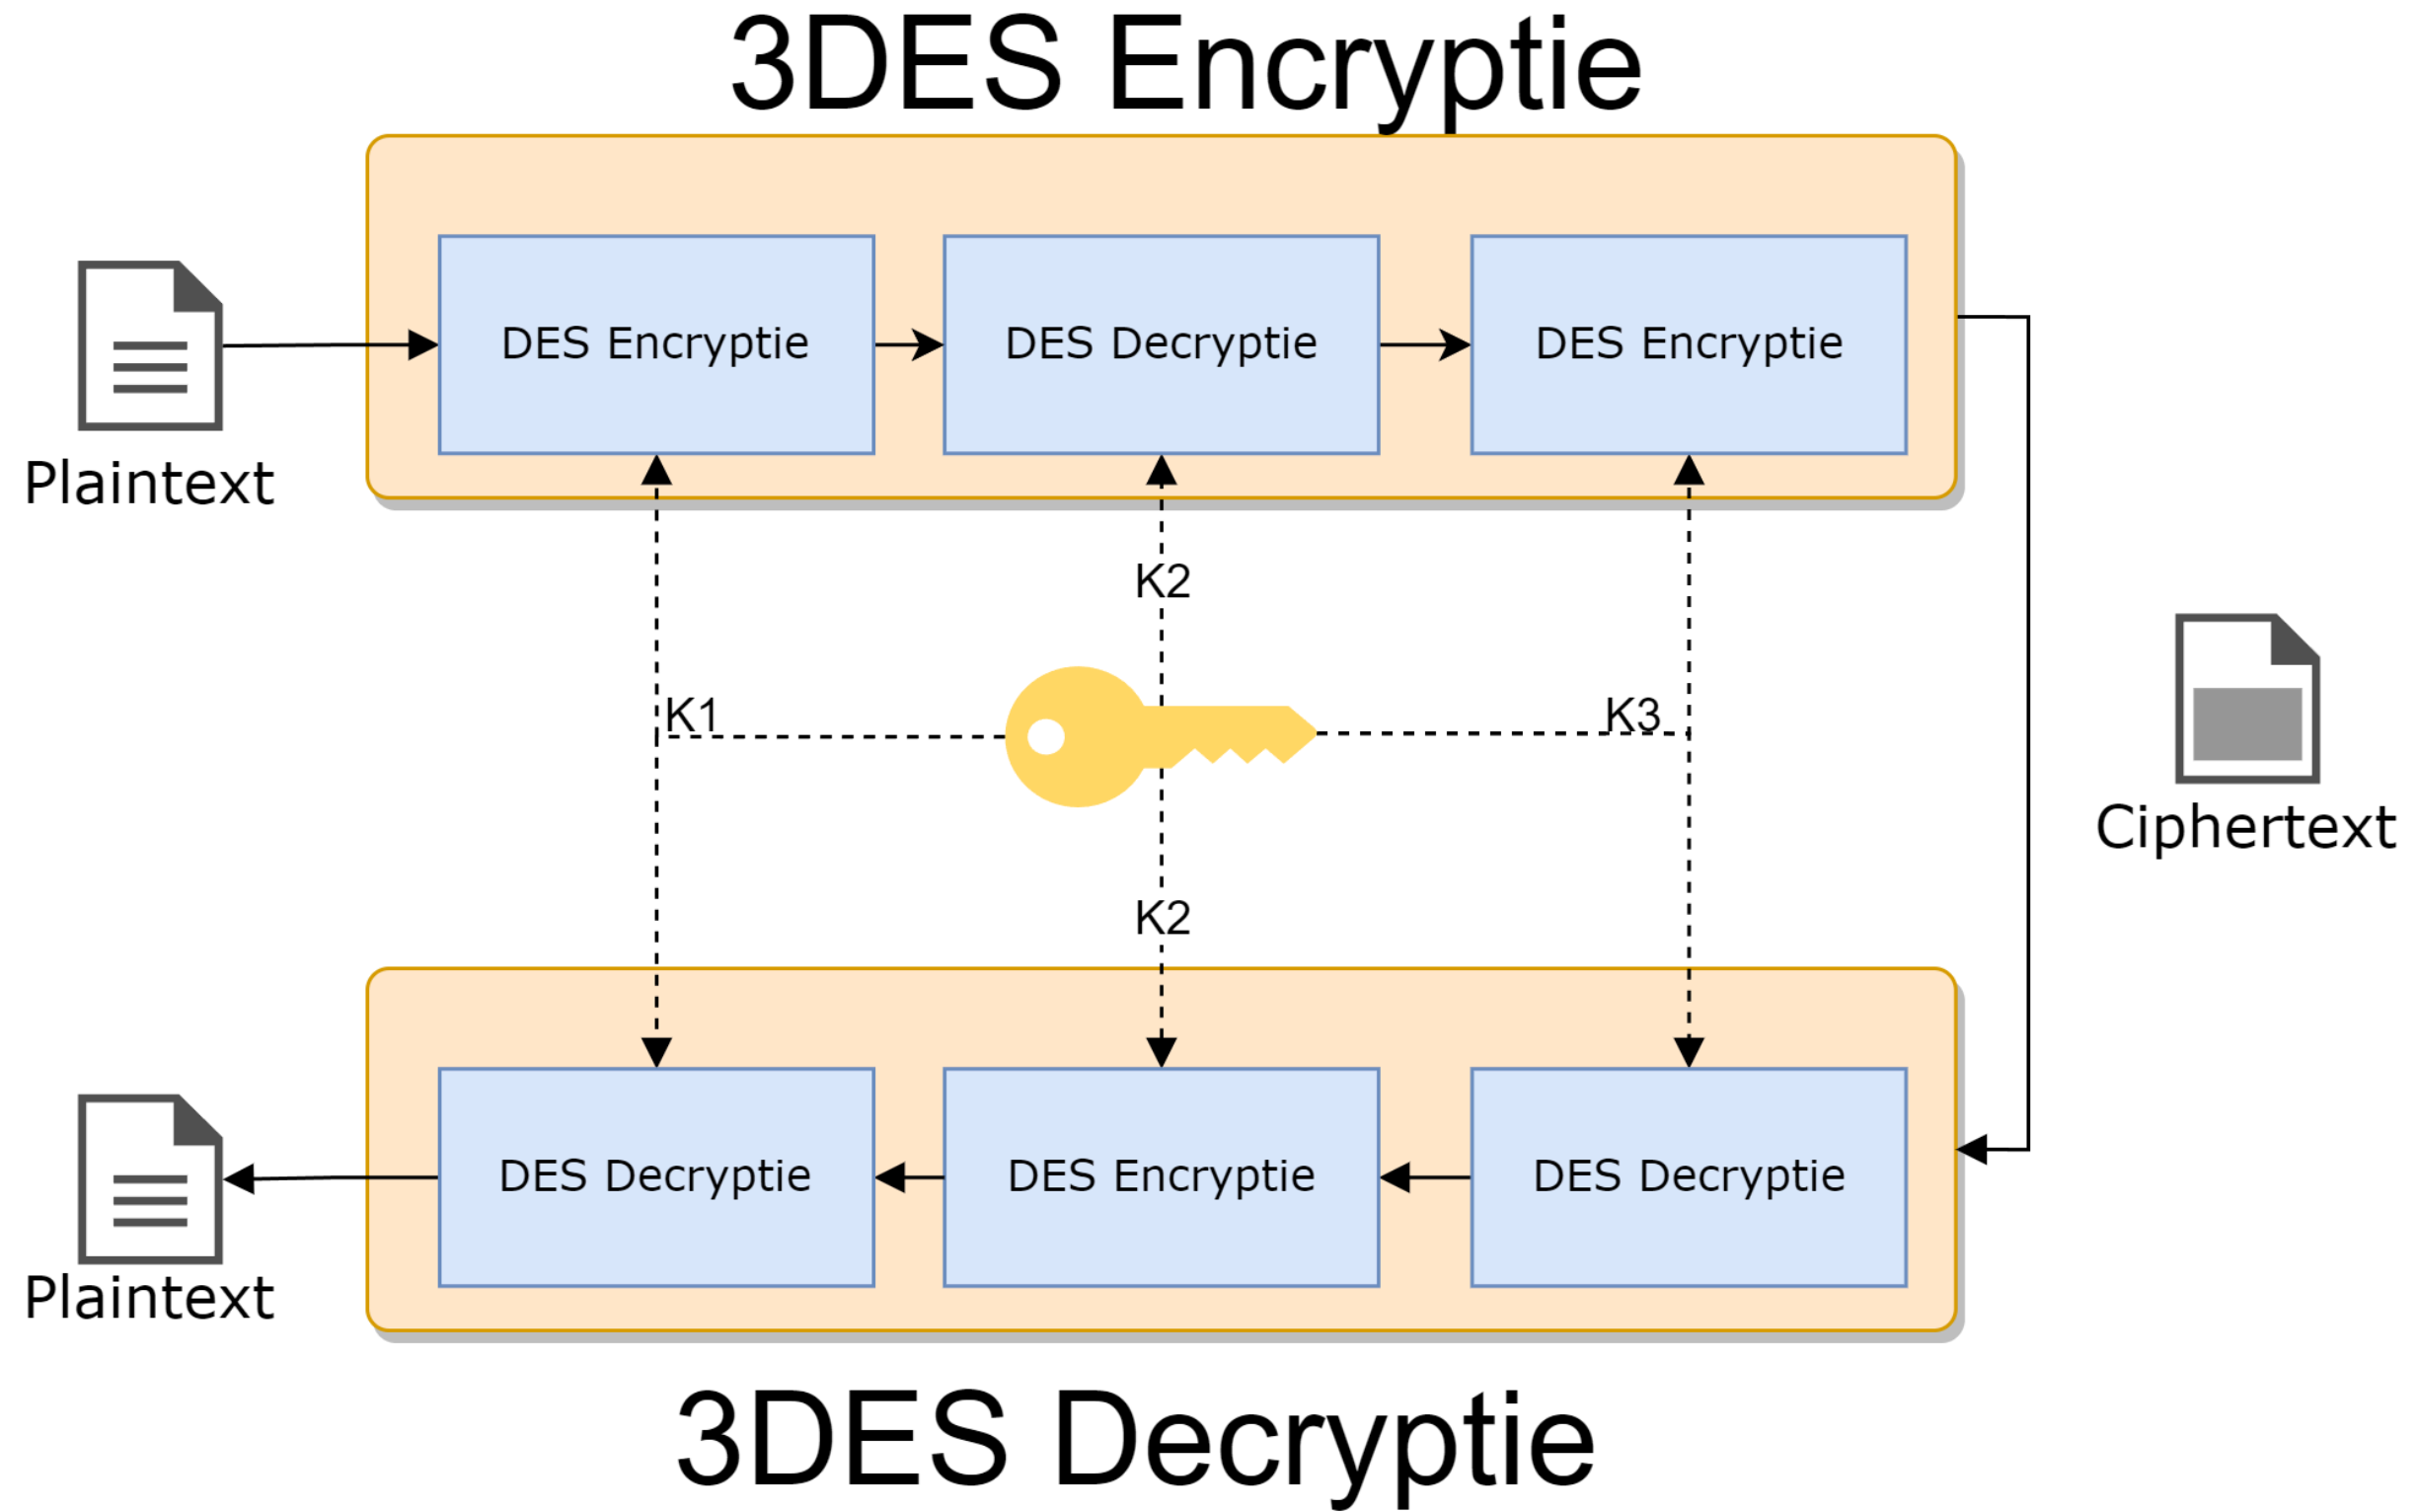 3DES Encryptie
DES Encryptie
DES Decryptie
DES Encryptie
Plaintext
K2
K1
K3
Ciphertext
K2
DES Decryptie
DES Encryptie
DES Decryptie
Plaintext
3DES Decryptie